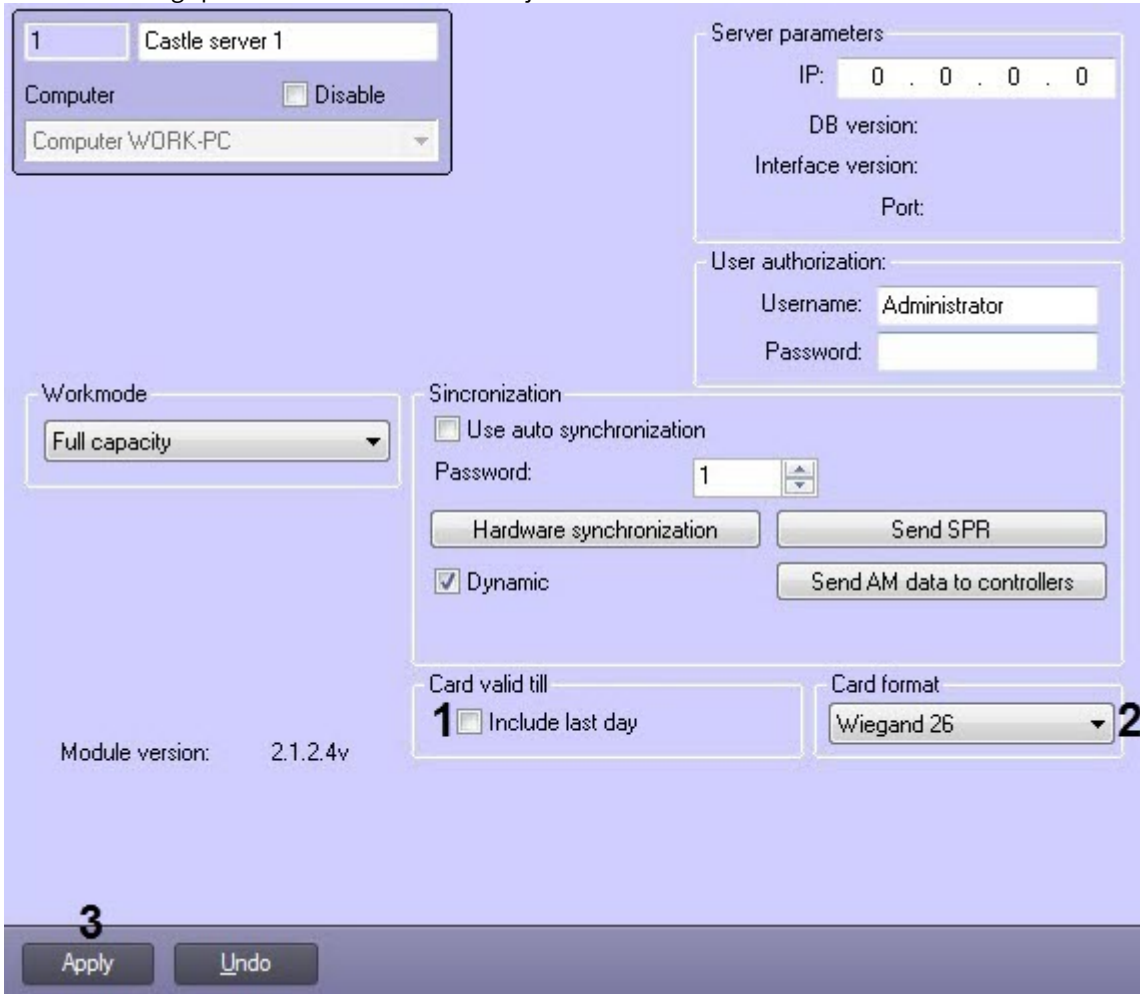 1 Castle server 1
Computer Disable
Computer WORK-PC
Server parameters
IP: 0 . 0 . 0 . 0
DB version:
Interface version:
Port:
User authorization:
Username: Administrator
Password:
Workmode
Full capacity
Sincronization
Use auto synchronization
Password: 1
Hardware synchronization Send SPR
Dynamic Send AM data to controllers
Card valid till
1 Include last day
Card format
Wiegand 26 2
Module version: 2.1.2.4v
3
Apply Undo